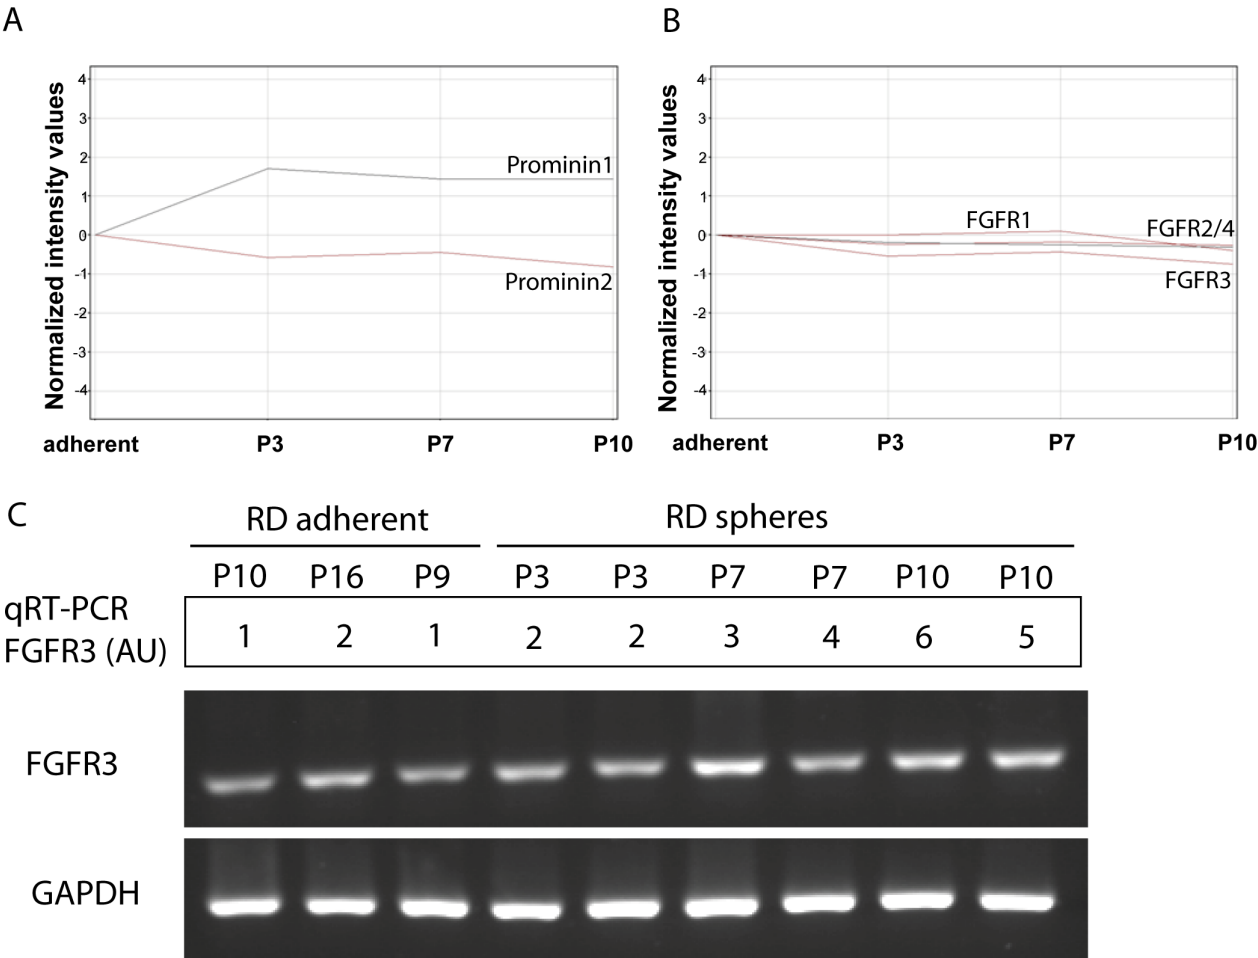 A
Normalized intensity values
4
3
2
1
0
-1
-2
-3
-4
Prominin1
Prominin2
adherent P3 P7 P10
B
Normalized intensity values
4
3
2
1
0
-1
-2
-3
-4
FGFR1
FGFR2/4
FGFR3
adherent P3 P7 P10
C
RD adherent RD spheres
P10 P16 P9 P3 P3 P7 P7 P10 P10
qRT-PCR
FGFR3 (AU) 1 2 1 2 2 3 4 6 5
FGFR3
GAPDH